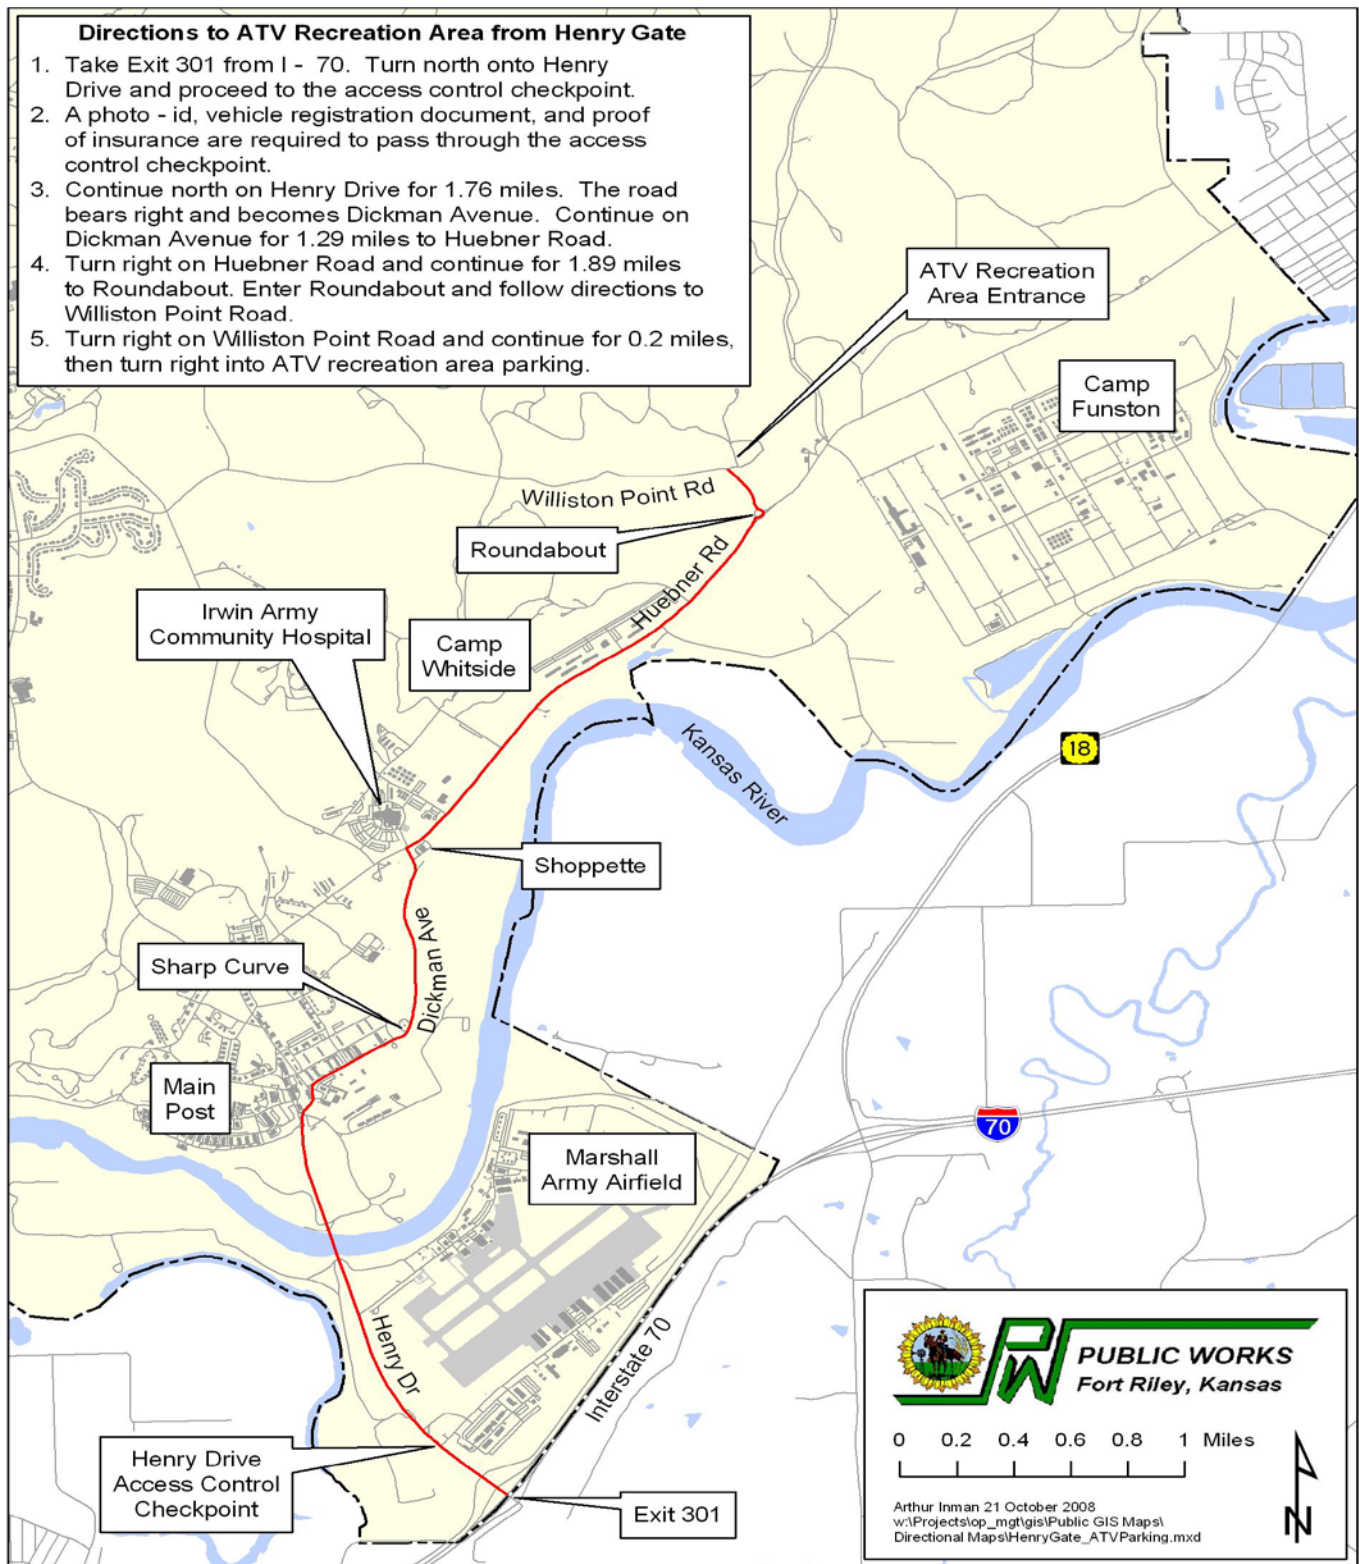 Directions to ATV Recreation Area from Henry Gate
1. Take Exit 301 from I - 70. Turn north onto Henry
Drive and proceed to the access control checkpoint.
2. A photo - id, vehicle registration document, and proof
of insurance are required to pass through the access
control checkpoint.
3. Continue north on Henry Drive for 1.76 miles. The road
bears right and becomes Dickman Avenue. Continue on
Dickman Avenue for 1.29 miles to Huebner Road.
4. Turn right on Huebner Road and continue for 1.89 miles
to Roundabout. Enter Roundabout and follow directions to
Williston Point Road.
5. Turn right on Williston Point Road and continue for 0.2 miles,
then turn right into ATV recreation area parking.
ATV Recreation
Area Entrance
Camp
Funston
Williston Point Rd
Roundabout
Huebner Rd
Irwin Army
Community Hospital
Camp
Whitside
Kansas River
18
Shoppette
Dickman Ave
Sharp Curve
Main
Post
70
Marshall
Army Airfield
Henry Dr
Interstate 70
Henry Drive
Access Control
Checkpoint
Exit 301
PW
PUBLIC WORKS
Fort Riley, Kansas
0 0.2 0.4 0.6 0.8 1 Miles
Arthur Inman 21 October 2008
w:\Projects\op_mgt\gis\Public GIS Maps\
Directional Maps\HenryGate_ATVParking.mxd
N